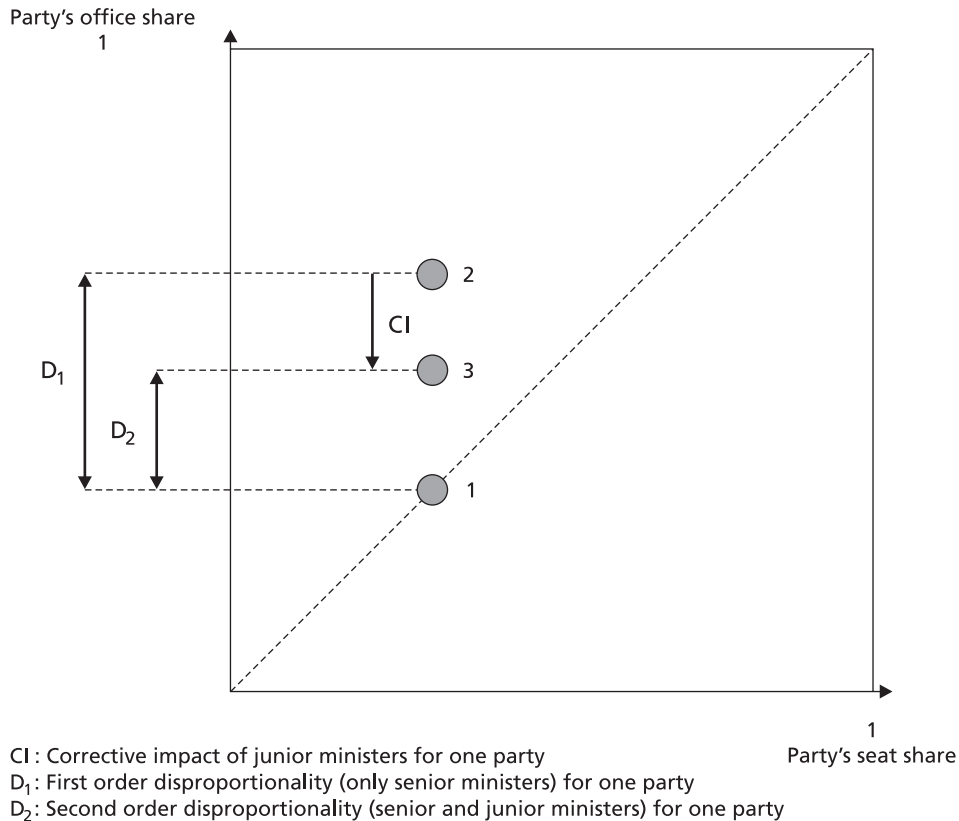 Party's office share
1
2
CI
3
D₁
D₂
1
1
Party's seat share
CI : Corrective impact of junior ministers for one party
D₁: First order disproportionality (only senior ministers) for one party
D₂: Second order disproportionality (senior and junior ministers) for one party